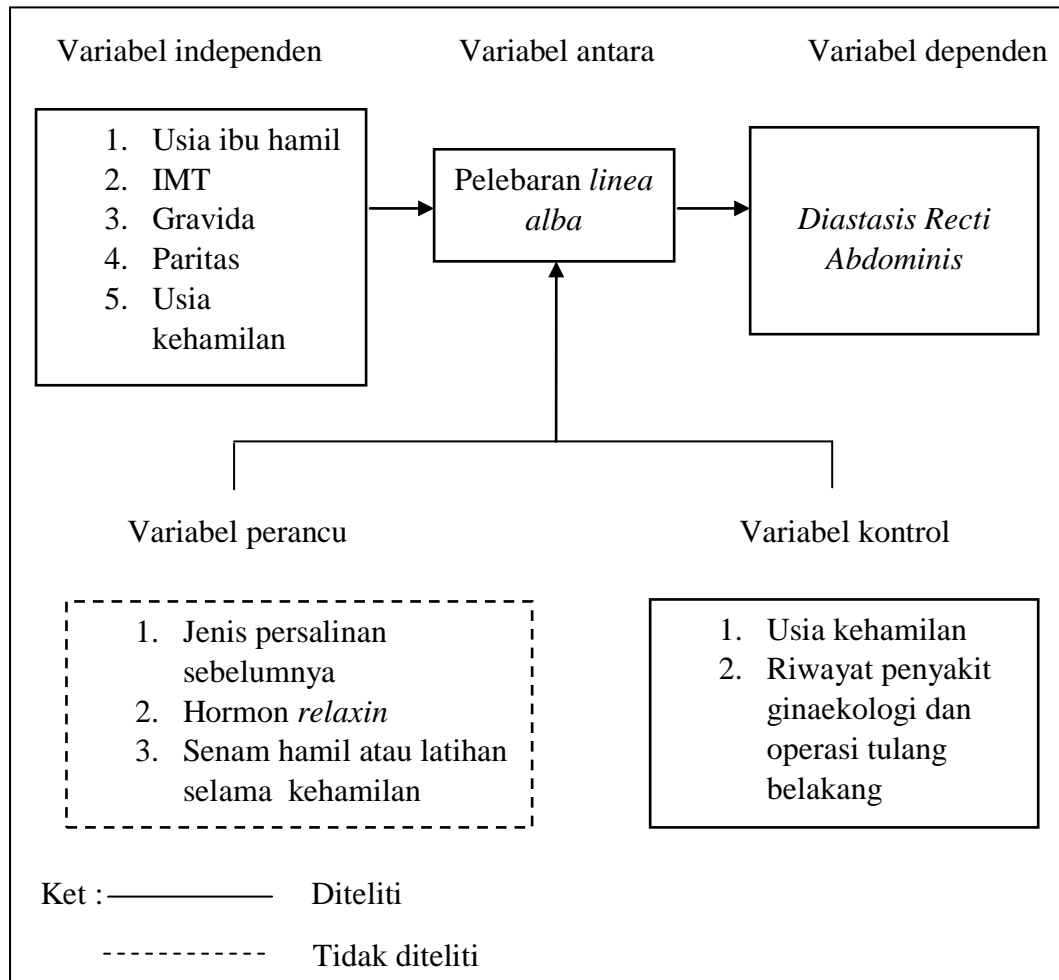 Variabel independen
Variabel antara
Variabel dependen
1. Usia ibu hamil
2. IMT
3. Gravida
4. Paritas
5. Usia
kehamilan
Pelebaran linea
alba
Diastasis Recti
Abdominis
Variabel perancu
Variabel kontrol
1. Jenis persalinan
sebelumnya
2. Hormon relaxin
3. Senam hamil atau latihan
selama kehamilan
1. Usia kehamilan
2. Riwayat penyakit
ginaekologi dan
operasi tulang
belakang
Ket : Diteliti
Tidak diteliti